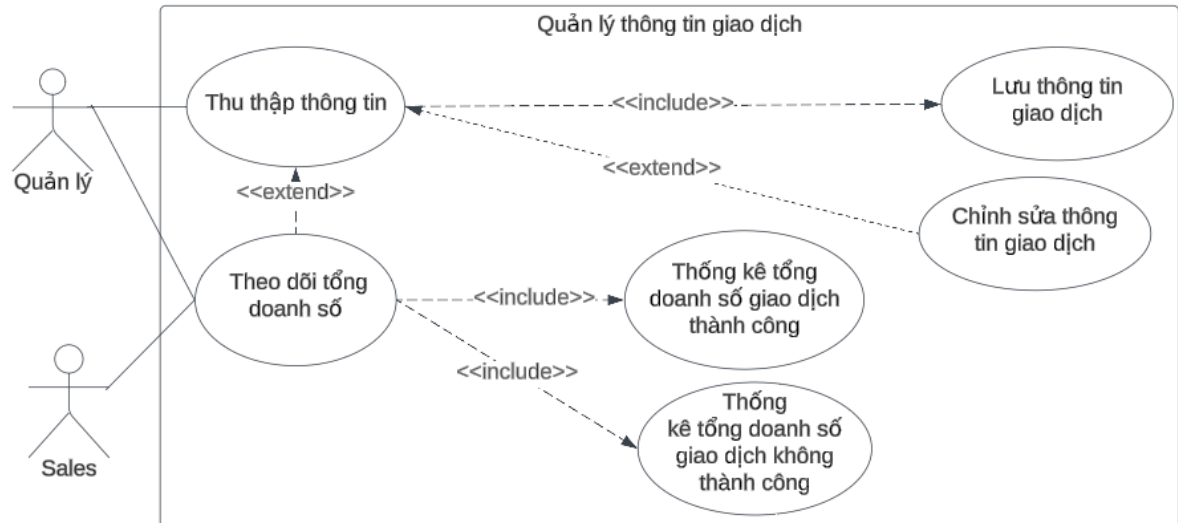 Quản lý thông tin giao dịch
Thu thập thông tin
<<include>>
Lưu thông tin
giao dịch
Quản lý
<<extend>>
<<extend>>
Chỉnh sửa thông
tin giao dịch
Theo dõi tổng
doanh số
<<include>>
Thống kê tổng
doanh số giao dịch
thành công
<<include>>
Thống
kê tổng doanh số
giao dịch không
thành công
Sales